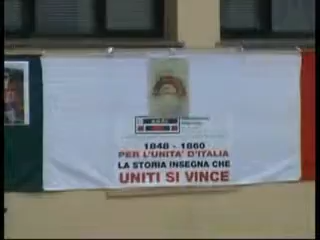 1848 - 1860
PER L'UNITA' D'ITALIA
LA STORIA INSEGNA CHE
UNITI SI VINCE